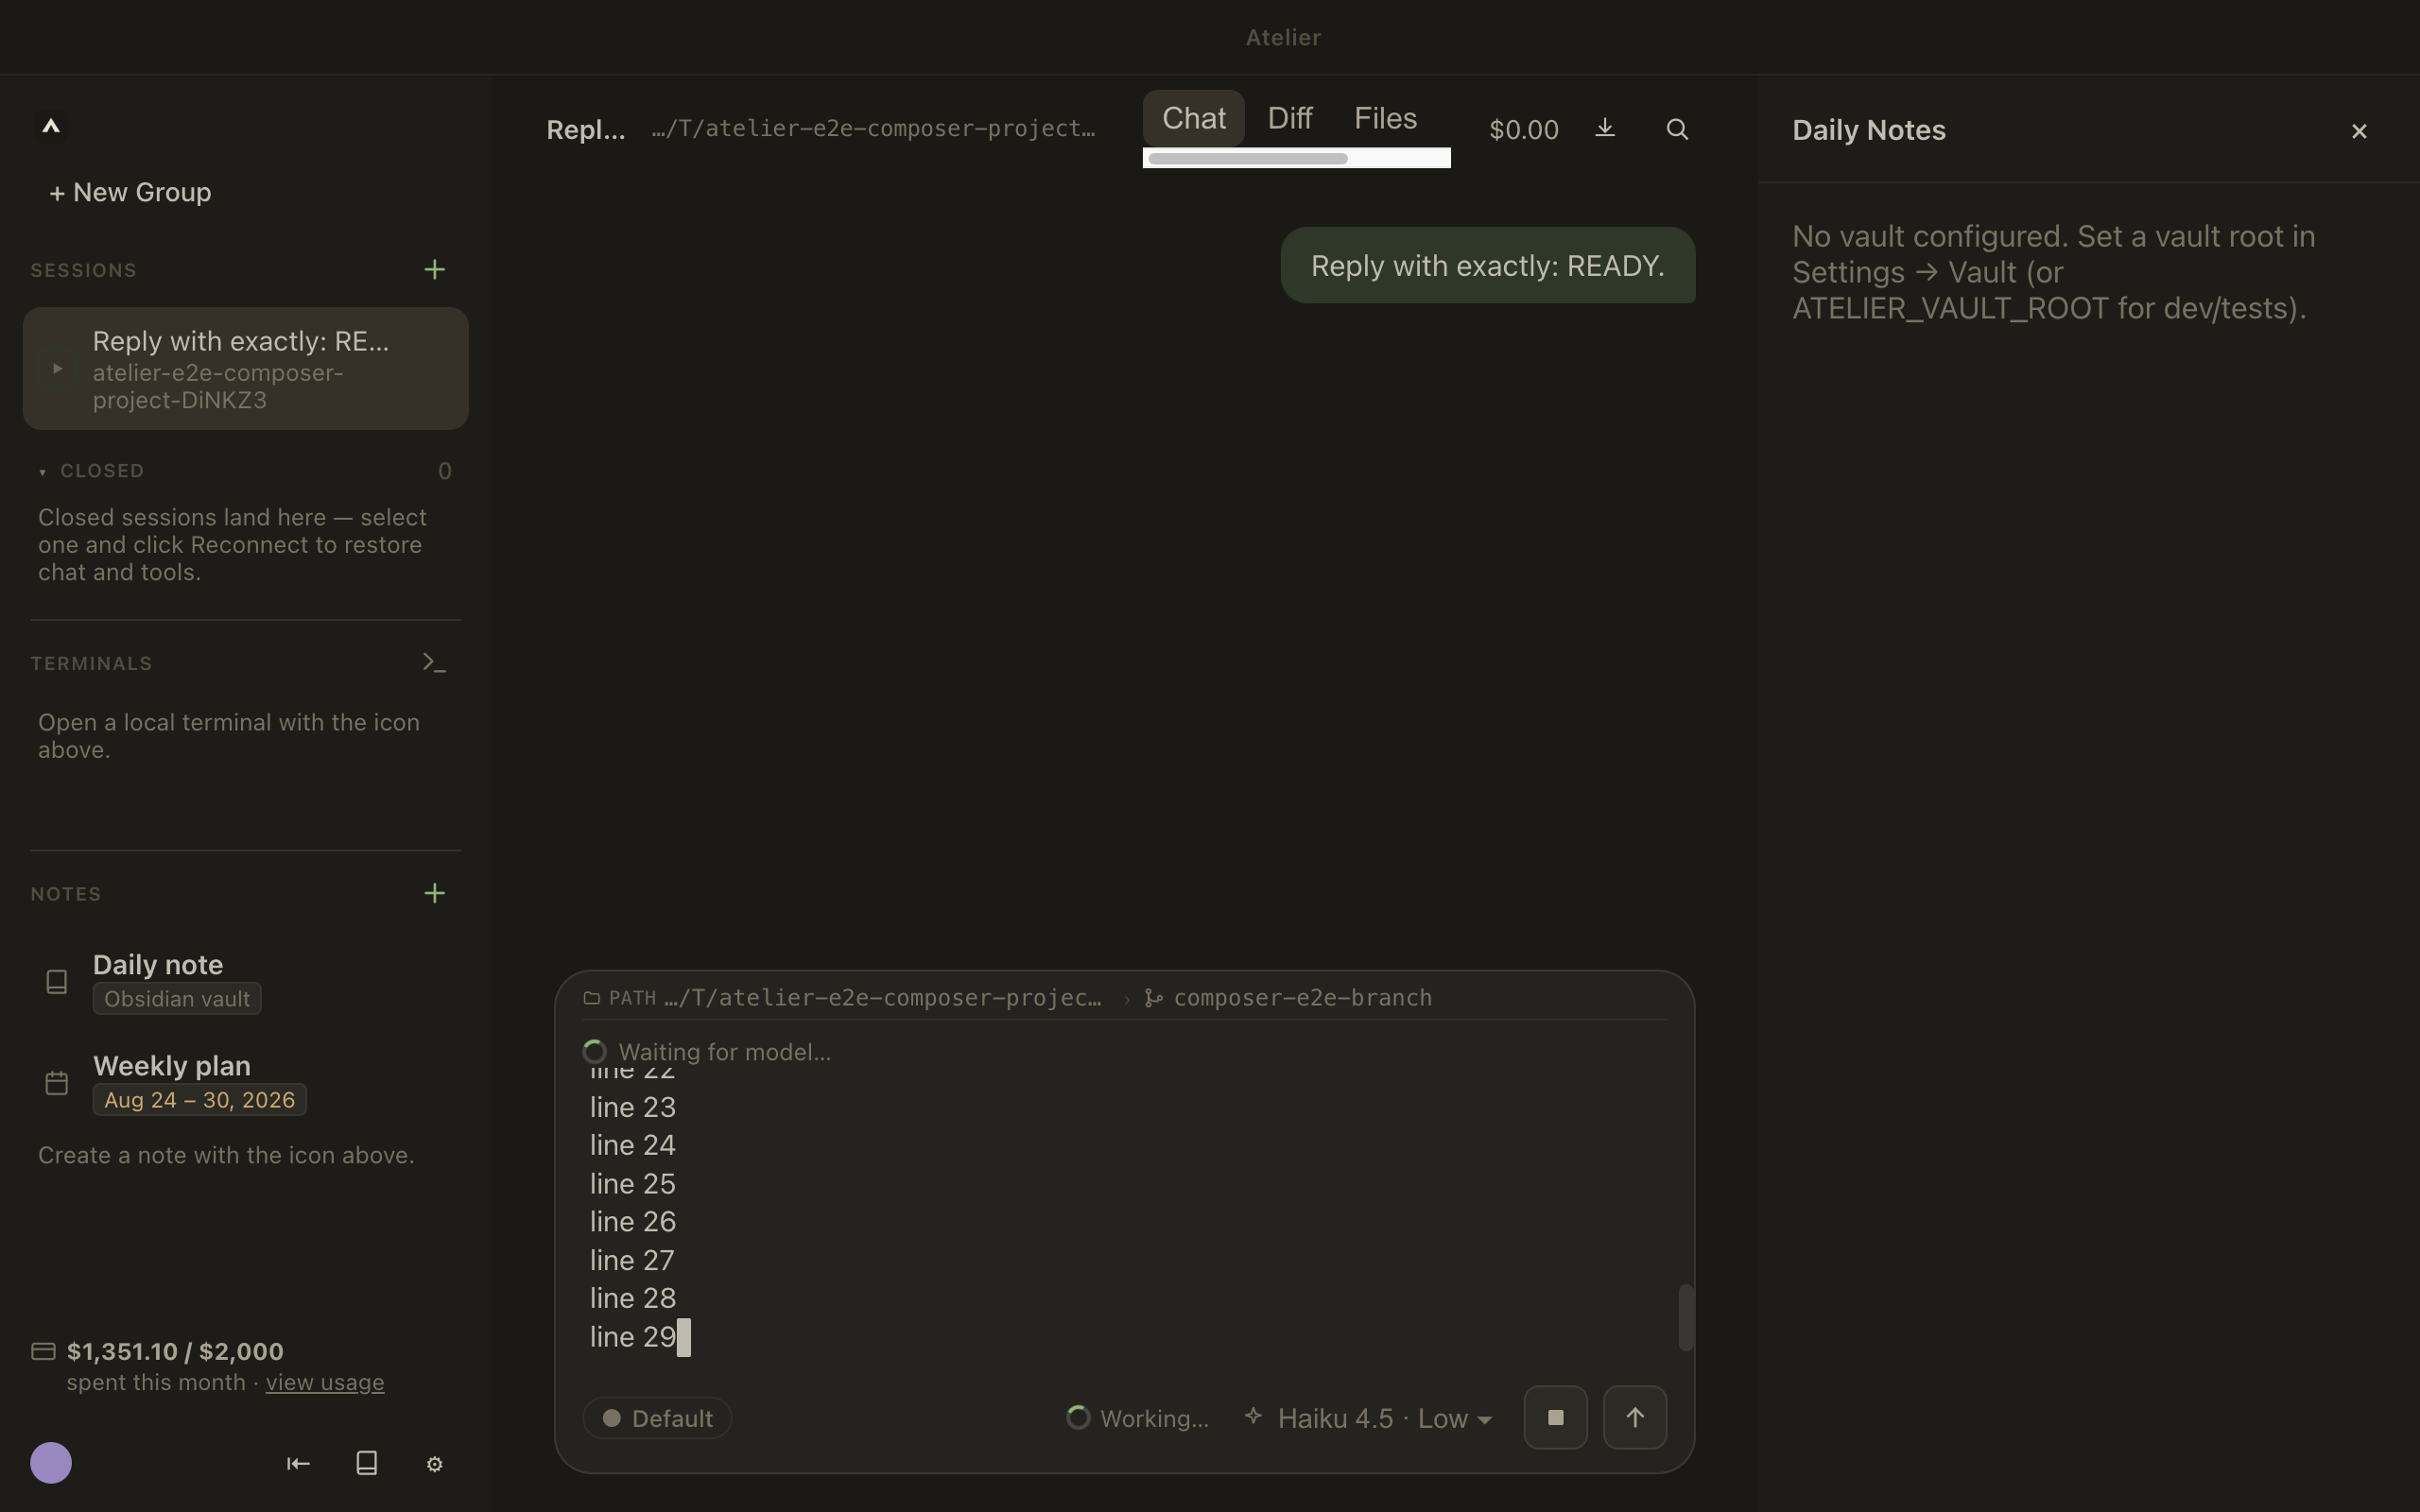 Atelier
+ New Group
SESSIONS
Reply with exactly: RE...
atelier-e2e-composer-
project-DiNKZ3
CLOSED 0
Closed sessions land here — select
one and click Reconnect to restore
chat and tools.
TERMINALS
Open a local terminal with the icon
above.
NOTES
Daily note
Obsidian vault
Weekly plan
Aug 24 – 30, 2026
Create a note with the icon above.
$1,351.10 / $2,000
spent this month · view usage
Repl... …/T/atelier-e2e-composer-project… Chat Diff Files $0.00
Reply with exactly: READY.
PATH …/T/atelier-e2e-composer-projec… › composer-e2e-branch
Waiting for model...
line 22
line 23
line 24
line 25
line 26
line 27
line 28
line 29
Default Working... Haiku 4.5 · Low
Daily Notes
No vault configured. Set a vault root in
Settings → Vault (or
ATELIER_VAULT_ROOT for dev/tests).